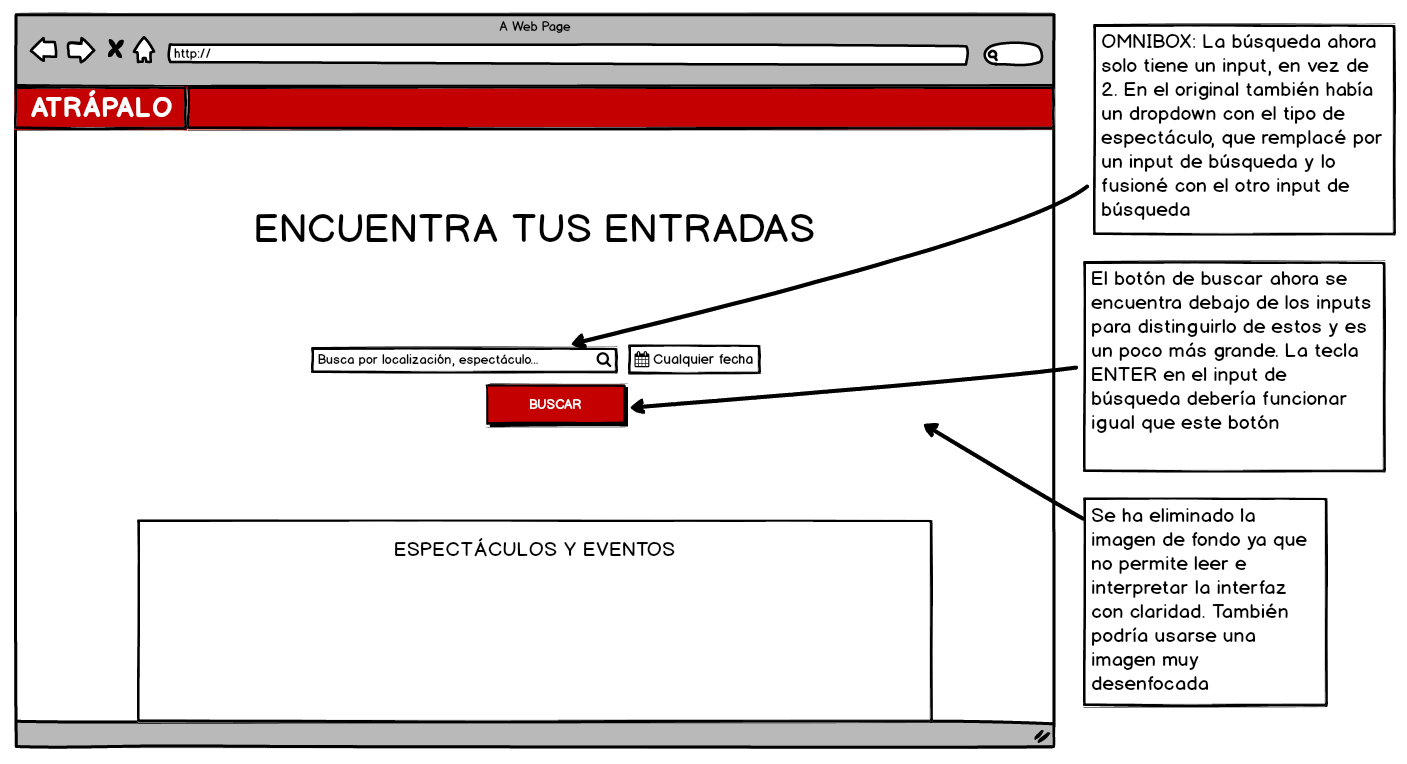 A Web Page
http://
ATRÁPALO
ENCUENTRA TUS ENTRADAS
Busca por localización, espectáculo...
Cualquier fecha
BUSCAR
ESPECTÁCULOS Y EVENTOS
OMNIBOX: La búsqueda ahora
solo tiene un input, en vez de
2. En el original también había
un dropdown con el tipo de
espectáculo, que remplacé por
un input de búsqueda y lo
fusioné con el otro input de
búsqueda
El botón de buscar ahora se
encuentra debajo de los inputs
para distinguirlo de estos y es
un poco más grande. La tecla
ENTER en el input de
búsqueda debería funcionar
igual que este botón
Se ha eliminado la
imagen de fondo ya que
no permite leer e
interpretar la interfaz
con claridad. También
podría usarse una
imagen muy
desenfocada